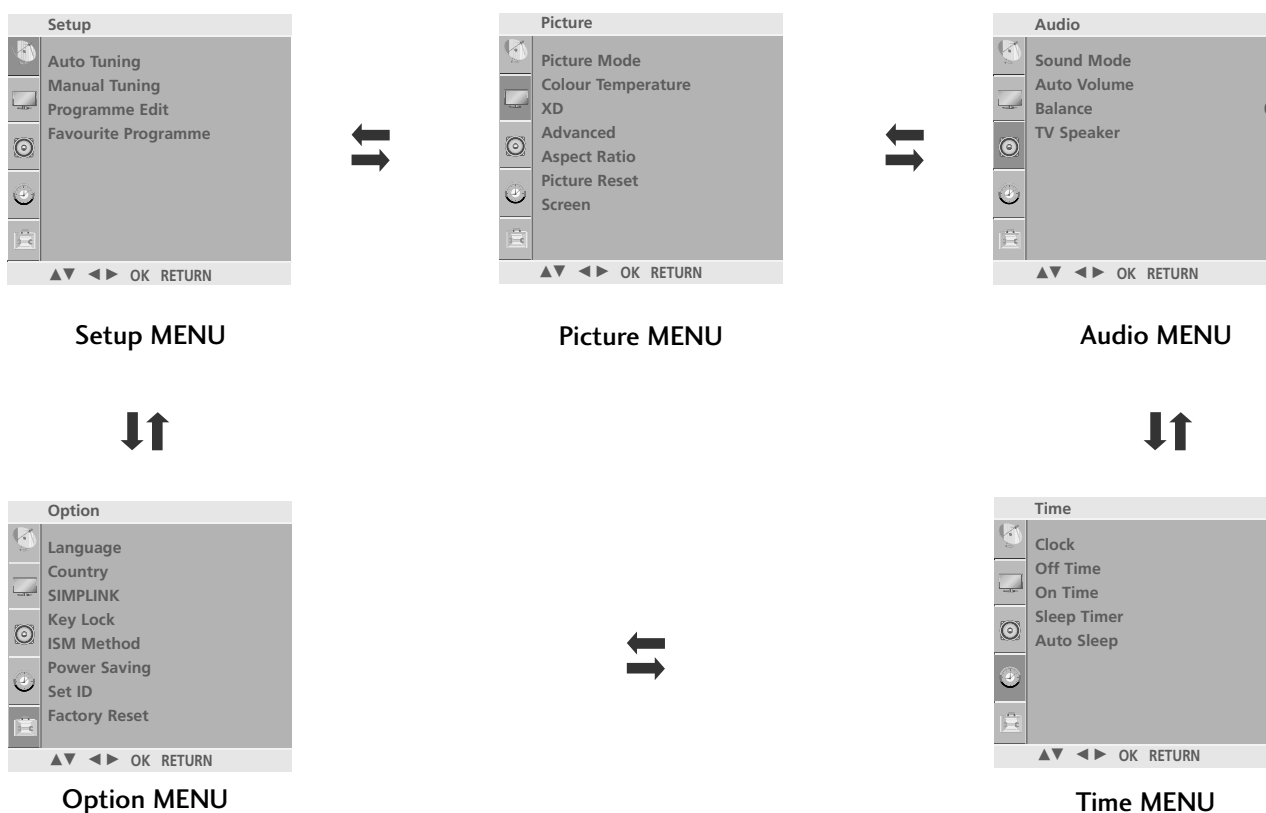 Setup
Auto Tuning
Manual Tuning
Programme Edit
Favourite Programme
▲▼ ◄► OK RETURN
Setup MENU
Picture
Picture Mode
Colour Temperature
XD
Advanced
Aspect Ratio
Picture Reset
Screen
▲▼ ◄► OK RETURN
Picture MENU
Audio
Sound Mode
Auto Volume
Balance
TV Speaker
▲▼ ◄► OK RETURN
Audio MENU
Option
Language
Country
SIMPLINK
Key Lock
ISM Method
Power Saving
Set ID
Factory Reset
▲▼ ◄► OK RETURN
Option MENU
Time
Clock
Off Time
On Time
Sleep Timer
Auto Sleep
▲▼ ◄► OK RETURN
Time MENU